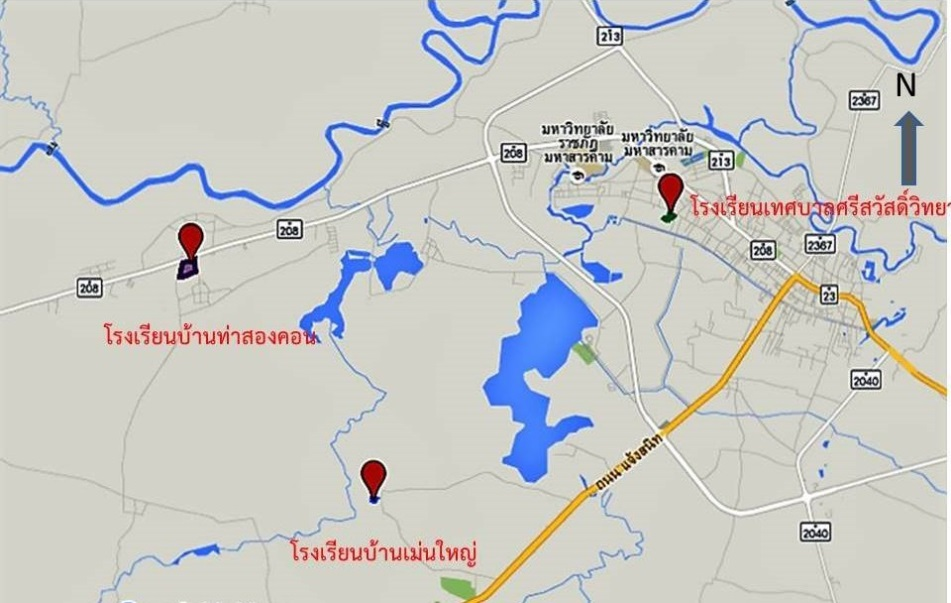 213
N
2367
มหาวิทยาลัย
ราชภัฏ
มหาสารคาม
มหาวิทยาลัย
มหาสารคาม
208
213
โรงเรียนเทศบาลศรีสวัสดิ์วิทยา
208
208
2367
208
23
โรงเรียนบ้านท่าสองคอน
2040
ถนน แจ้งสนิท
2040
โรงเรียนบ้านเม่นใหญ่